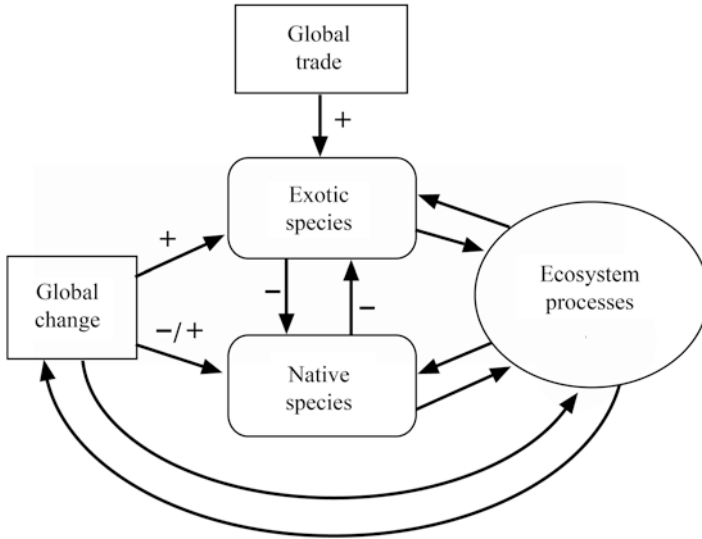 Global
trade
+
Exotic
species
+
Ecosystem
processes
Global
change
−
−
−/+
Native
species